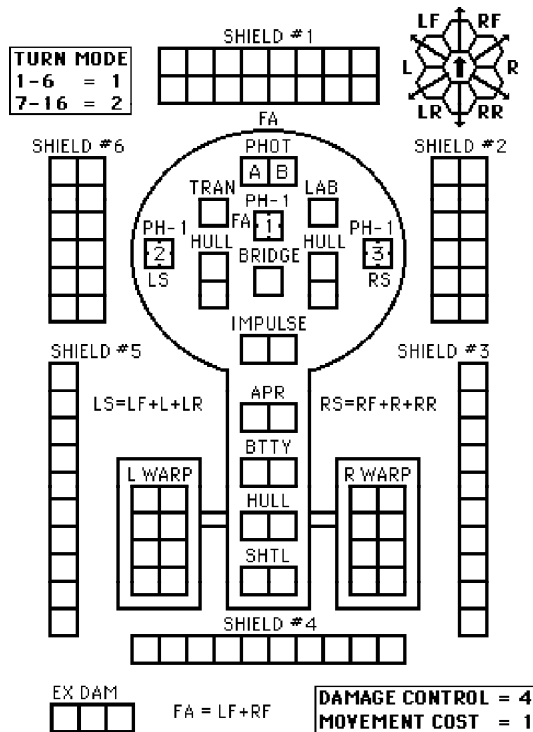 SHIELD #1
LF RF
TURN MODE
1-6 = 1
7-16 = 2
L R
LR RR
FA
SHIELD #6
PHOT
SHIELD #2
A B
TRAN
LAB
PH-1
FA 1
PH-1
PH-1
HULL
HULL
2
BRIDGE
3
LS
RS
IMPULSE
SHIELD #5
SHIELD #3
APR
LS=LF+L+LR
RS=RF+R+RR
BTTY
L WARP
R WARP
HULL
SHTL
SHIELD #4
EX DAM
FA = LF+RF
DAMAGE CONTROL = 4
MOVEMENT COST = 1